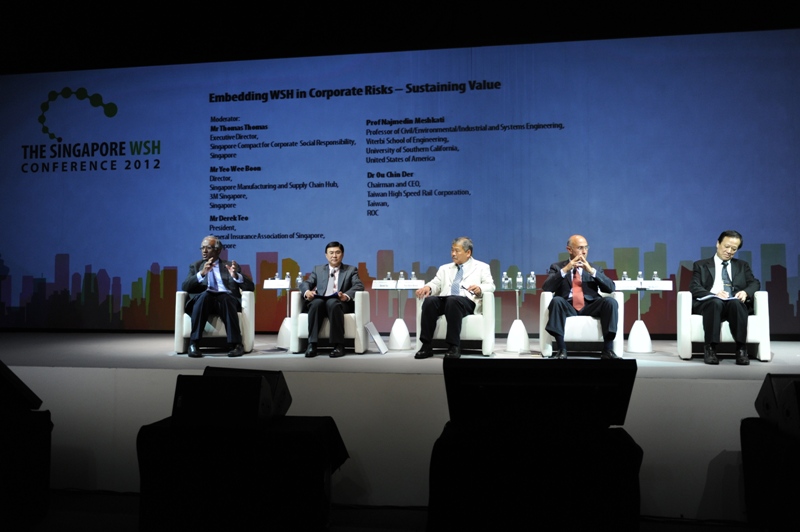 THE SINGAPORE WSH
CONFERENCE 2012
Embedding WSH in Corporate Risks – Sustaining Value
Moderator:
Mr Thomas Thomas
Executive Director,
Singapore Compact for Corporate Social Responsibility,
Singapore
Mr Yeo Wee Boon
Director,
Singapore Manufacturing and Supply Chain Hub,
3M Singapore,
Singapore
Mr Derek Teo
President,
General Insurance Association of Singapore,
Prof Najmedin Meshkati
Professor of Civil/Environmental/Industrial and Systems Engineering,
Viterbi School of Engineering,
University of Southern California,
United States of America
Dr Ou Chin Der
Chairman and CEO,
Taiwan High Speed Rail Corporation,
Taiwan,
ROC